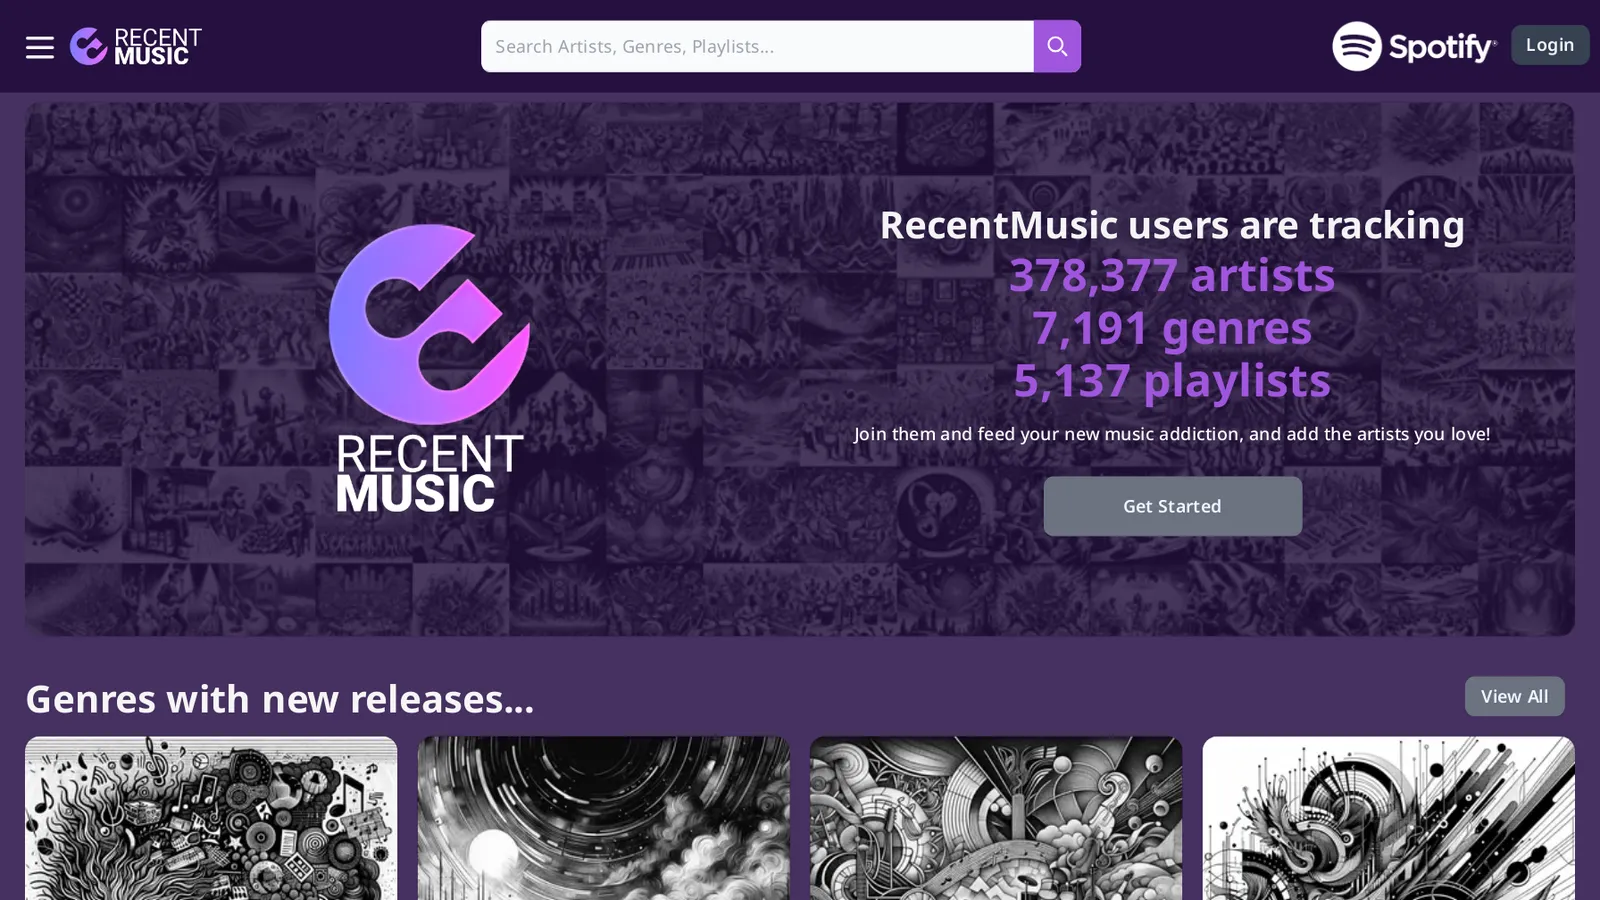 RECENT
MUSIC
Search Artists, Genres, Playlists...
Spotify
Login
RecentMusic users are tracking
378,377 artists
7,191 genres
5,137 playlists
Join them and feed your new music addiction, and add the artists you love!
Get Started
RECENT
MUSIC
Genres with new releases...
View All